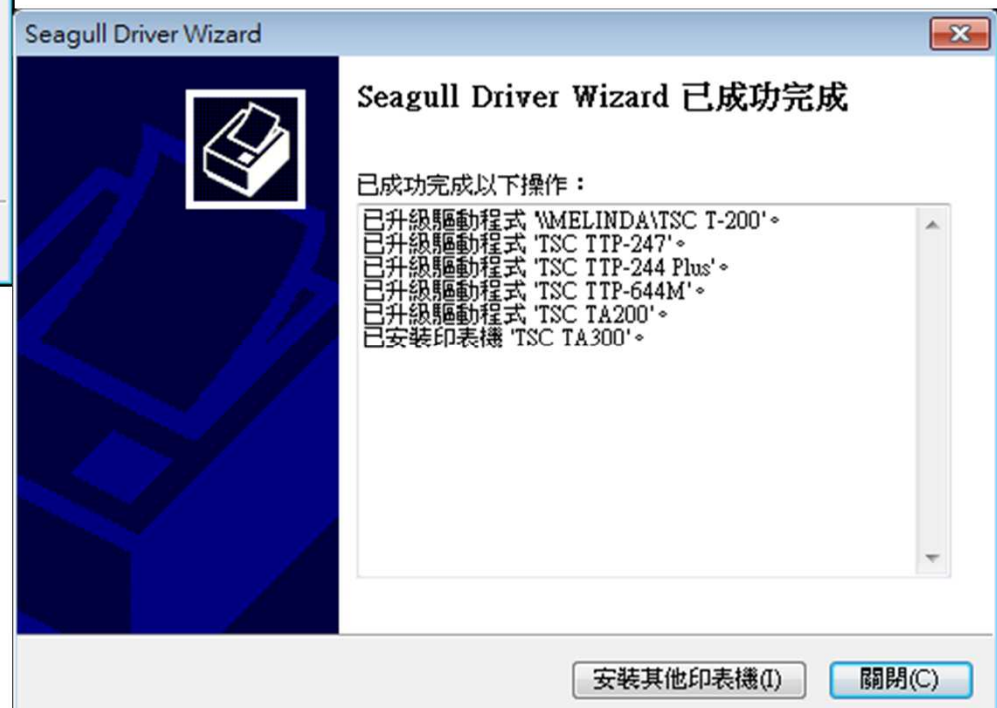 Seagull Driver Wizard
Seagull Driver Wizard 已成功完成
已成功完成以下操作：
已升級驅動程式 '\\MELINDA\TSC T-200'。
已升級驅動程式 'TSC TTP-247'。
已升級驅動程式 'TSC TTP-244 Plus'。
已升級驅動程式 'TSC TTP-644M'。
已升級驅動程式 'TSC TA200'。
已安裝印表機 'TSC TA300'。
安裝其他印表機(I)
關閉(C)